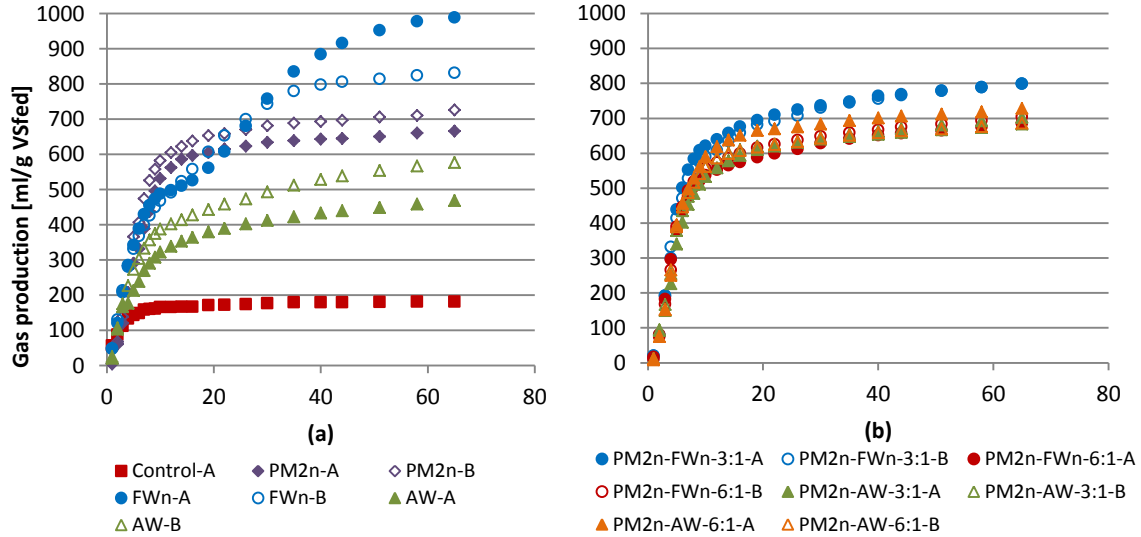 Gas production [ml/g VSfed]
1000
900
800
700
600
500
400
300
200
100
0
0 20 40 60 80
(a)
Control-A PM2n-A PM2n-B
FWn-A FWn-B AW-A
AW-B
1000
900
800
700
600
500
400
300
200
100
0
0 20 40 60 80
(b)
PM2n-FWn-3:1-A PM2n-FWn-3:1-B PM2n-FWn-6:1-A
PM2n-FWn-6:1-B PM2n-AW-3:1-A PM2n-AW-3:1-B
PM2n-AW-6:1-A PM2n-AW-6:1-B